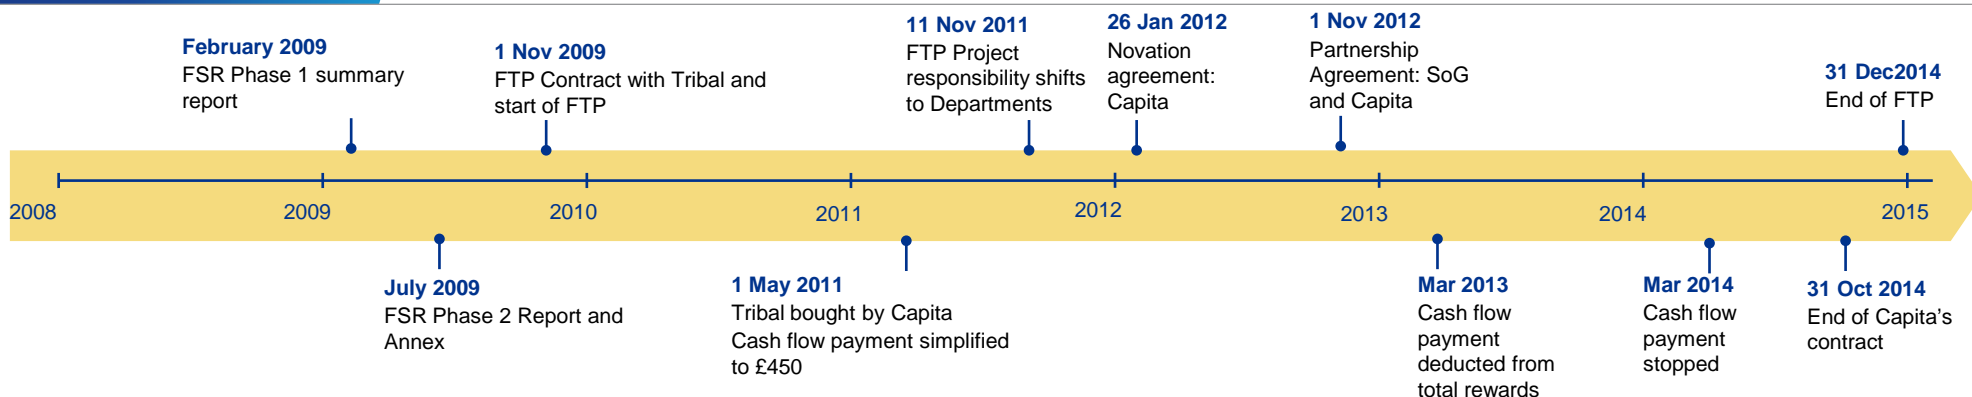 February 2009
FSR Phase 1 summary
report
1 Nov 2009
FTP Contract with Tribal and
start of FTP
11 Nov 2011
FTP Project
responsibility shifts
to Departments
26 Jan 2012
Novation
agreement:
Capita
1 Nov 2012
Partnership
Agreement: SoG
and Capita
31 Dec2014
End of FTP
2008
2009
2010
2011
2012
2013
2014
2015
July 2009
FSR Phase 2 Report and
Annex
1 May 2011
Tribal bought by Capita
Cash flow payment simplified
to £450
Mar 2013
Cash flow
payment
deducted from
total rewards
Mar 2014
Cash flow
payment
stopped
31 Oct 2014
End of Capita's
contract